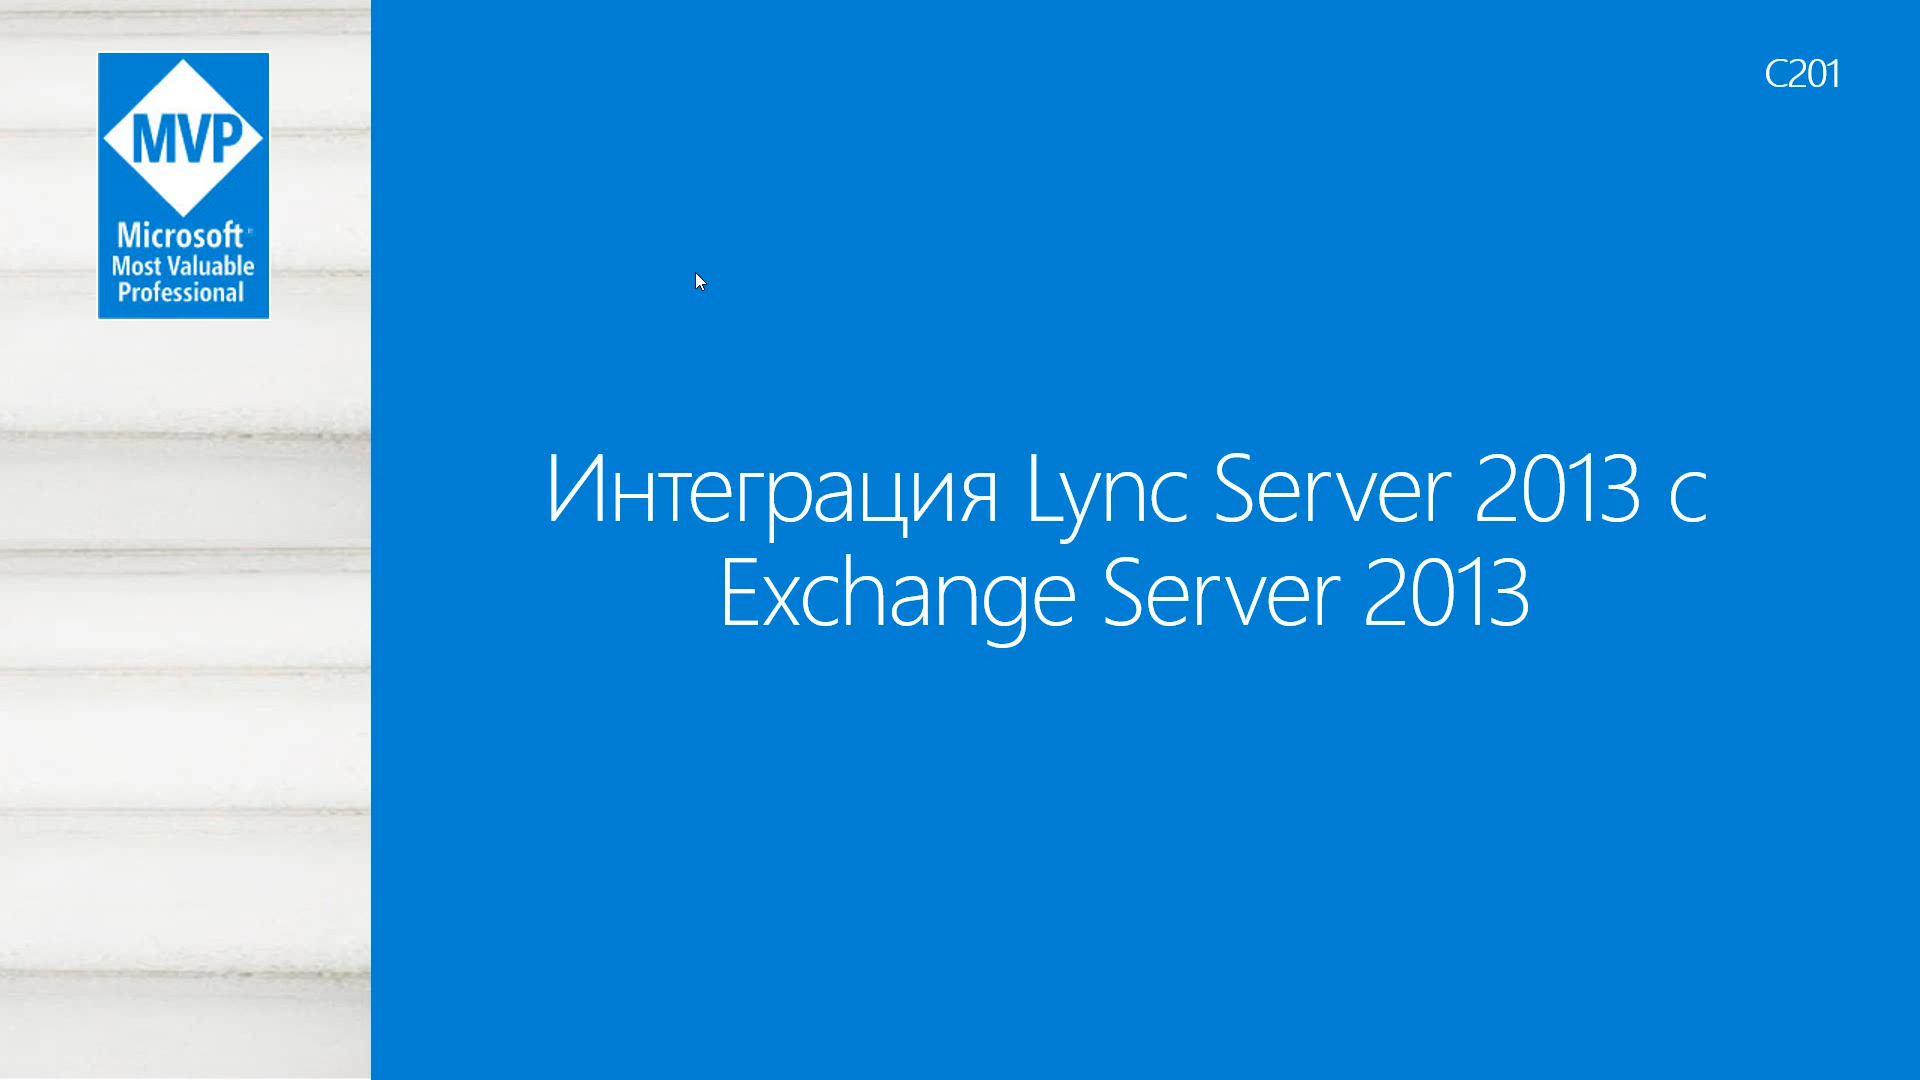 MVP
Microsoft
Most Valuable
Professional
C201
Интеграция Lync Server 2013 с
Exchange Server 2013